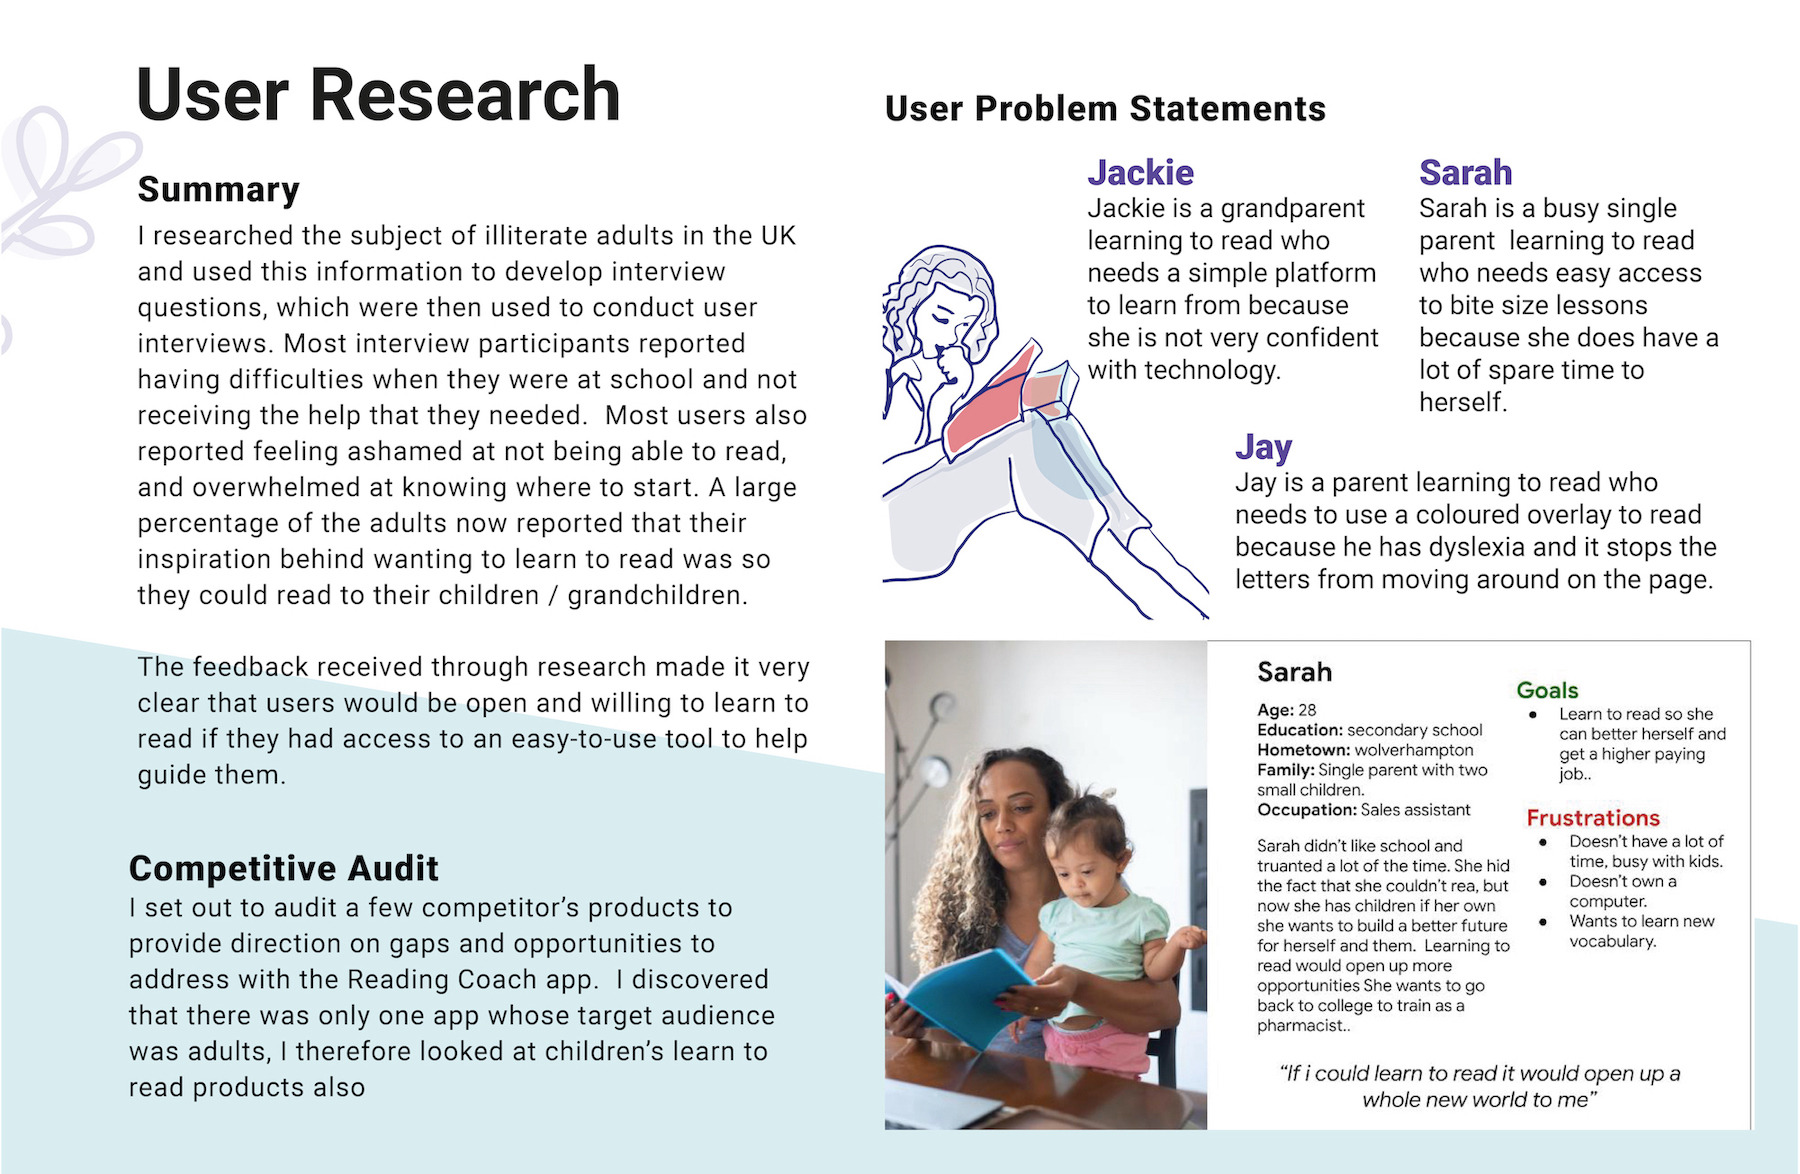 User Research
Summary
I researched the subject of illiterate adults in the UK
and used this information to develop interview
questions, which were then used to conduct user
interviews. Most interview participants reported
having difficulties when they were at school and not
receiving the help that they needed.  Most users also
reported feeling ashamed at not being able to read,
and overwhelmed at knowing where to start. A large
percentage of the adults now reported that their
inspiration behind wanting to learn to read was so
they could read to their children / grandchildren.
The feedback received through research made it very
clear that users would be open and willing to learn to
read if they had access to an easy-to-use tool to help
guide them.
Competitive Audit
I set out to audit a few competitor’s products to
provide direction on gaps and opportunities to
address with the Reading Coach app.  I discovered
that there was only one app whose target audience
was adults, I therefore looked at children’s learn to
read products also
User Problem Statements
Jackie
Jackie is a grandparent
learning to read who
needs a simple platform
to learn from because
she is not very confident
with technology.
Sarah
Sarah is a busy single
parent  learning to read
who needs easy access
to bite size lessons
because she does have a
lot of spare time to
herself.
Jay
Jay is a parent learning to read who
needs to use a coloured overlay to read
because he has dyslexia and it stops the
letters from moving around on the page.
Sarah
Age: 28
Education: secondary school
Hometown: wolverhampton
Family: Single parent with two
small children.
Occupation: Sales assistant
Sarah didn’t like school and
truanted a lot of the time. She hid
the fact that she couldn’t rea, but
now she has children if her own
she wants to build a better future
for herself and them.  Learning to
read would open up more
opportunities She wants to go
back to college to train as a
pharmacist..
Goals
● Learn to read so she
can better herself and
get a higher paying
job..
Frustrations
● Doesn’t have a lot of
time, busy with kids.
● Doesn’t own a
computer.
● Wants to learn new
vocabulary.
“If i could learn to read it would open up a
whole new world to me”